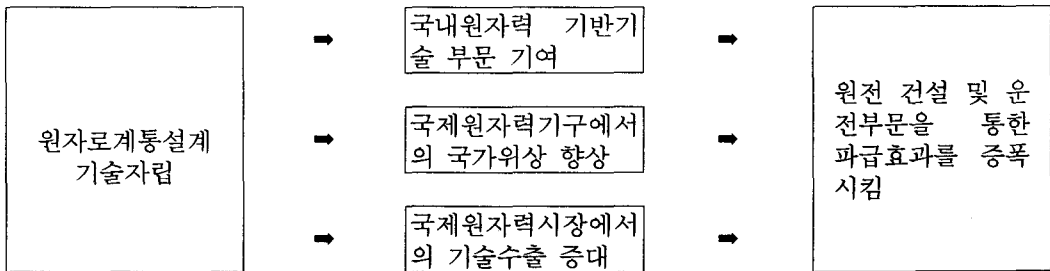 원자로계통설계
기술자립
➡
국내원자력 기반기
술 부문 기여
➡
➡
국제원자력기구에서
의 국가위상 향상
➡
➡
국제원자력시장에서
의 기술수출 증대
➡
원전 건설 및 운
전부문을 통한
파급효과를 증폭
시킴